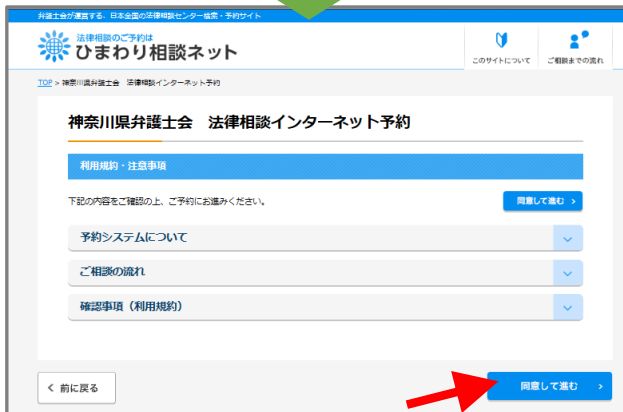 弁護士会が運営する、日本全国の法律相談センター検索・予約サイト
法律相談のご予約は
ひまわり相談ネット
このサイトについて
ご相談までの流れ
TOP > 神奈川県弁護士会 法律相談インターネット予約
神奈川県弁護士会 法律相談インターネット予約
利用規約・注意事項
下記の内容をご確認の上、ご予約にお進みください。
同意して進む
予約システムについて
ご相談の流れ
確認事項（利用規約）
前に戻る
同意して進む